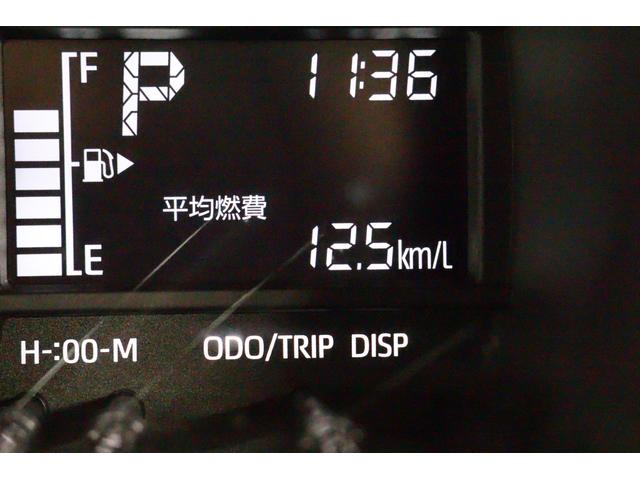 F P 11:36
平均燃費
E 12.5km/L
H-:00-M ODO/TRIP DISP